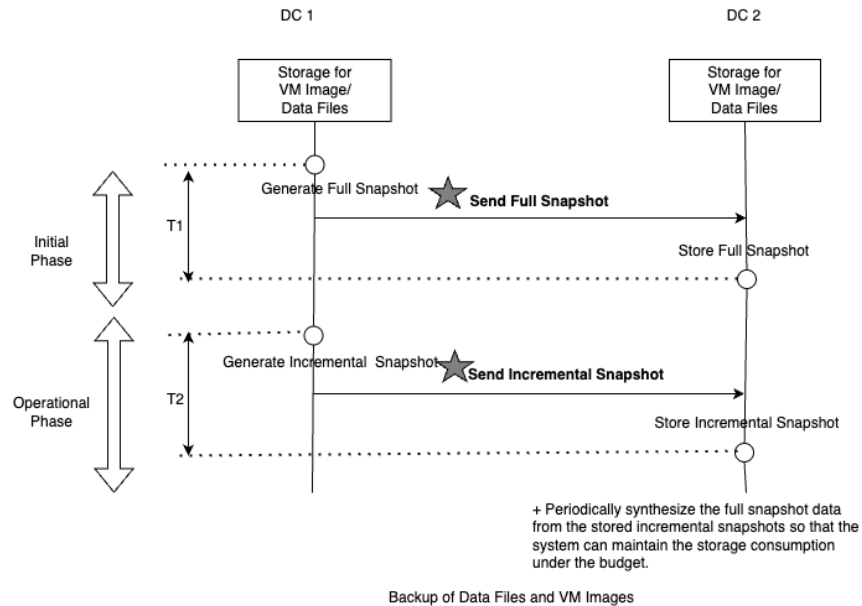 DC 1
DC 2
Storage for
VM Image/
Data Files
Storage for
VM Image/
Data Files
Generate Full Snapshot
Send Full Snapshot
T1
Initial
Phase
Store Full Snapshot
Generate Incremental Snapshot
Send Incremental Snapshot
T2
Operational
Phase
Store Incremental Snapshot
+ Periodically synthesize the full snapshot data
from the stored incremental snapshots so that the
system can maintain the storage consumption
under the budget.
Backup of Data Files and VM Images